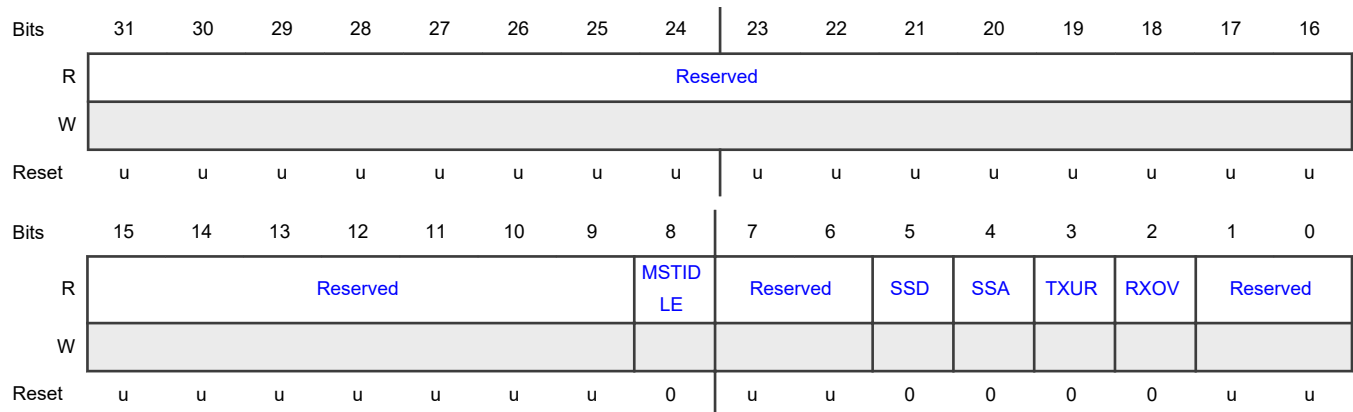 Bits 31 30 29 28 27 26 25 24 23 22 21 20 19 18 17 16
R Reserved
W
Reset u u u u u u u u u u u u u u u u
Bits 15 14 13 12 11 10 9 8 7 6 5 4 3 2 1 0
R Reserved MSTID LE Reserved SSD SSA TXUR RXOV Reserved
W
Reset u u u u u u u 0 u u 0 0 0 0 u u